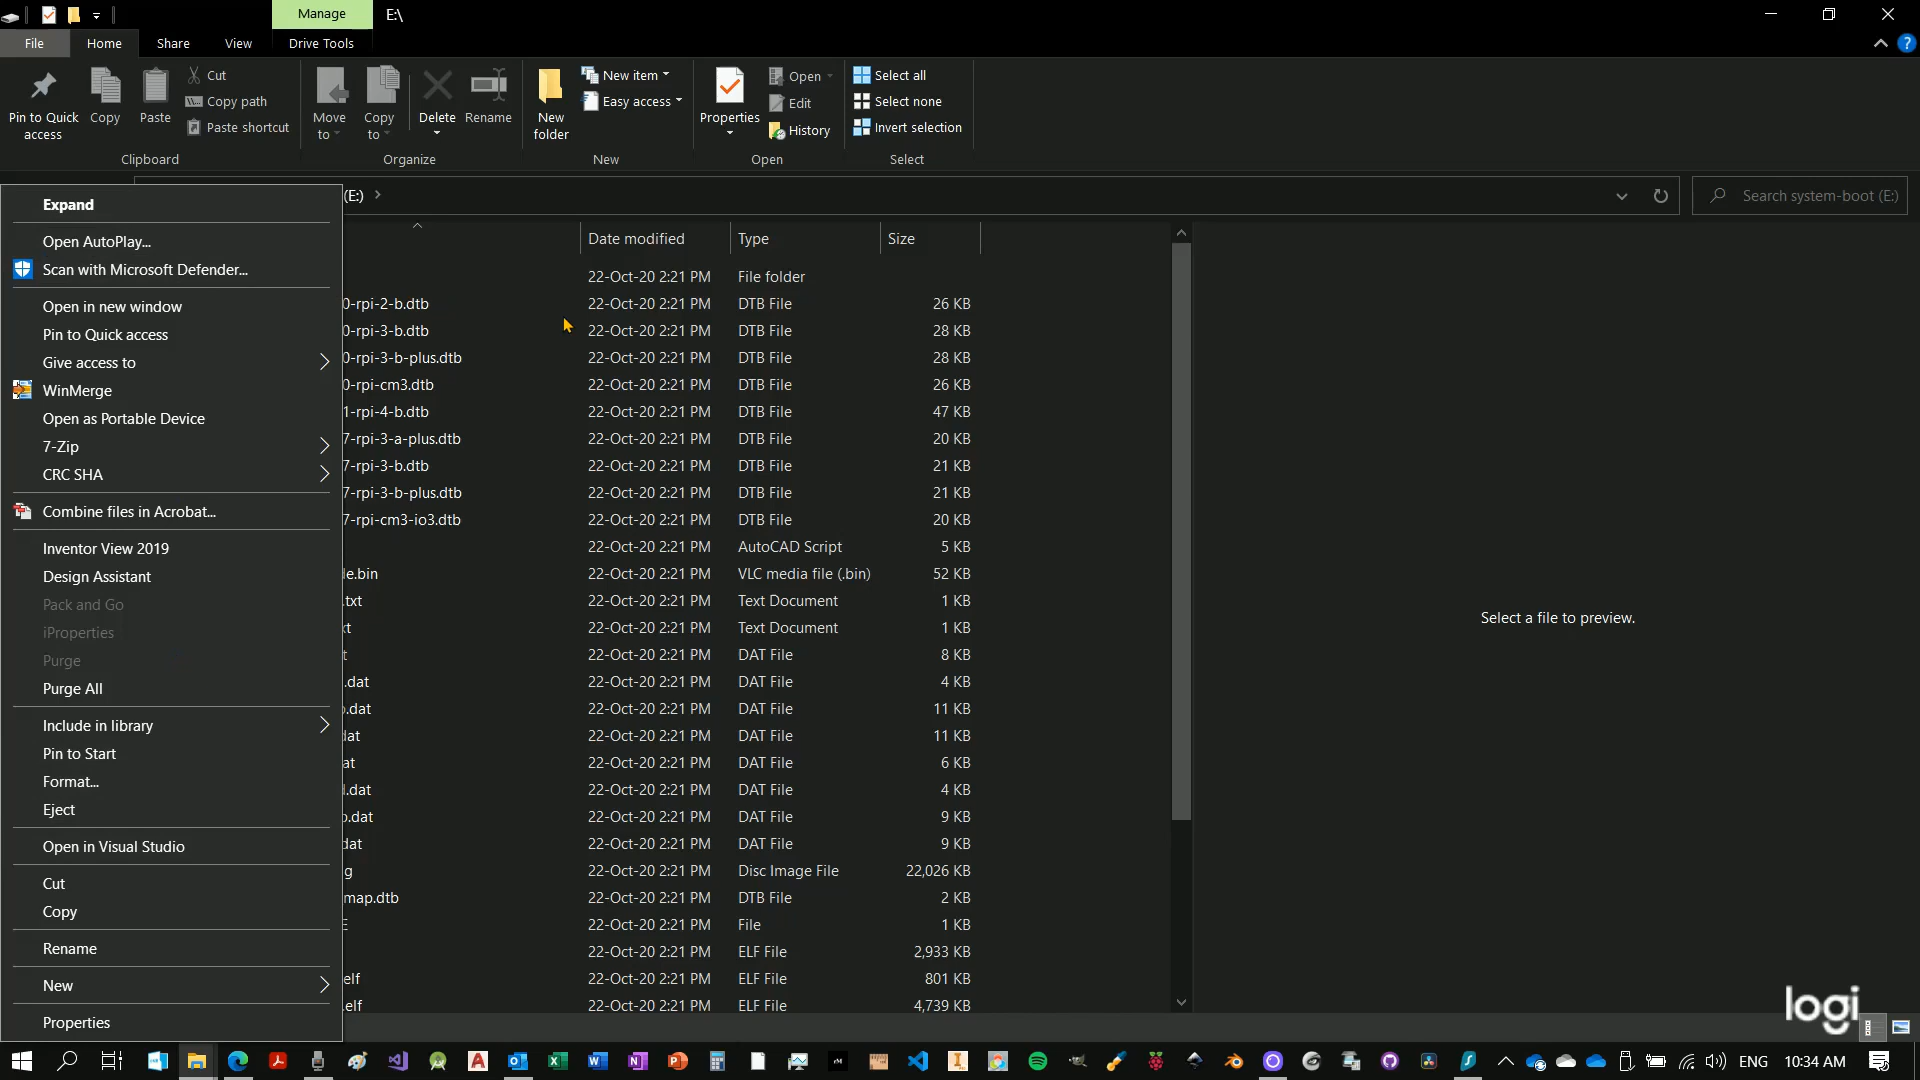 Manage
E:\
File
Home
Share
View
Drive Tools
Pin to Quick
access
Copy
Paste
Cut
Copy path
Paste shortcut
Clipboard
Move
to
Copy
to
Delete
Rename
Organize
New
folder
New item
Easy access
New
Properties
Open
Edit
History
Open
Select all
Select none
Invert selection
Select
(E:)
Search system-boot (E:)
Expand
Open AutoPlay...
Scan with Microsoft Defender...
Open in new window
Pin to Quick access
Give access to
WinMerge
Open as Portable Device
7-Zip
CRC SHA
Combine files in Acrobat...
Inventor View 2019
Design Assistant
Pack and Go
iProperties
Purge
Purge All
Include in library
Pin to Start
Format...
Eject
Open in Visual Studio
Cut
Copy
Rename
New
Properties
Date modified Type Size
22-Oct-20 2:21 PM File folder
0-rpi-2-b.dtb 22-Oct-20 2:21 PM DTB File 26 KB
0-rpi-3-b.dtb 22-Oct-20 2:21 PM DTB File 28 KB
0-rpi-3-b-plus.dtb 22-Oct-20 2:21 PM DTB File 28 KB
0-rpi-cm3.dtb 22-Oct-20 2:21 PM DTB File 26 KB
1-rpi-4-b.dtb 22-Oct-20 2:21 PM DTB File 47 KB
7-rpi-3-a-plus.dtb 22-Oct-20 2:21 PM DTB File 20 KB
7-rpi-3-b.dtb 22-Oct-20 2:21 PM DTB File 21 KB
7-rpi-3-b-plus.dtb 22-Oct-20 2:21 PM DTB File 21 KB
7-rpi-cm3-io3.dtb 22-Oct-20 2:21 PM DTB File 20 KB
22-Oct-20 2:21 PM AutoCAD Script 5 KB
le.bin 22-Oct-20 2:21 PM VLC media file (.bin) 52 KB
.txt 22-Oct-20 2:21 PM Text Document 1 KB
xt 22-Oct-20 2:21 PM Text Document 1 KB
t 22-Oct-20 2:21 PM DAT File 8 KB
.dat 22-Oct-20 2:21 PM DAT File 4 KB
o.dat 22-Oct-20 2:21 PM DAT File 11 KB
dat 22-Oct-20 2:21 PM DAT File 11 KB
at 22-Oct-20 2:21 PM DAT File 6 KB
d.dat 22-Oct-20 2:21 PM DAT File 4 KB
b.dat 22-Oct-20 2:21 PM DAT File 9 KB
dat 22-Oct-20 2:21 PM DAT File 9 KB
g 22-Oct-20 2:21 PM Disc Image File 22,026 KB
map.dtb 22-Oct-20 2:21 PM DTB File 2 KB
E 22-Oct-20 2:21 PM File 1 KB
22-Oct-20 2:21 PM ELF File 2,933 KB
elf 22-Oct-20 2:21 PM ELF File 801 KB
.elf 22-Oct-20 2:21 PM ELF File 4,739 KB
Select a file to preview.
logi
ENG
10:34 AM